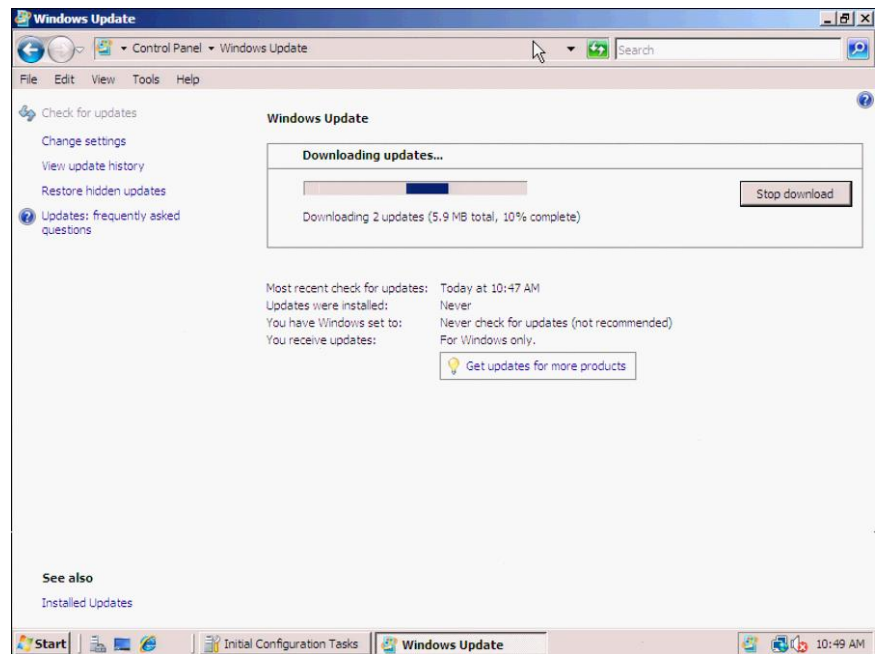 Windows Update
Control Panel Windows Update Search
File Edit View Tools Help
Check for updates
Change settings
View update history
Restore hidden updates
Updates: frequently asked
questions
Windows Update
Downloading updates...
Stop download
Downloading 2 updates (5.9 MB total, 10% complete)
Most recent check for updates: Today at 10:47 AM
Updates were installed: Never
You have Windows set to: Never check for updates (not recommended)
You receive updates: For Windows only.
Get updates for more products
See also
Installed Updates
Start Initial Configuration Tasks Windows Update 10:49 AM